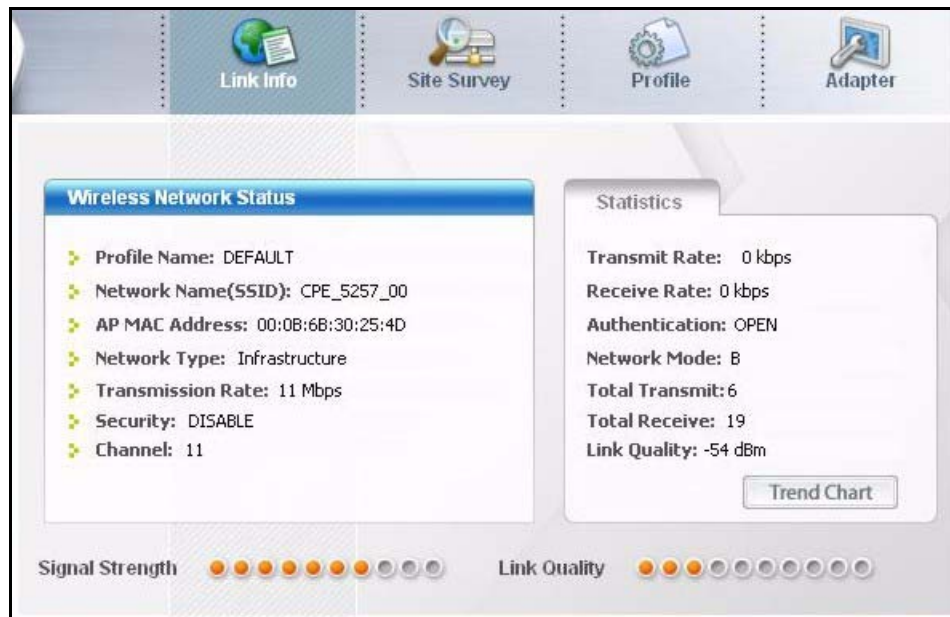 Link Info
Site Survey
Profile
Adapter
Wireless Network Status
Profile Name: DEFAULT
Network Name(SSID): CPE_5257_00
AP MAC Address: 00:0B:6B:30:25:4D
Network Type: Infrastructure
Transmission Rate: 11 Mbps
Security: DISABLE
Channel: 11
Statistics
Transmit Rate: 0 kbps
Receive Rate: 0 kbps
Authentication: OPEN
Network Mode: B
Total Transmit: 6
Total Receive: 19
Link Quality: -54 dBm
Trend Chart
Signal Strength
Link Quality